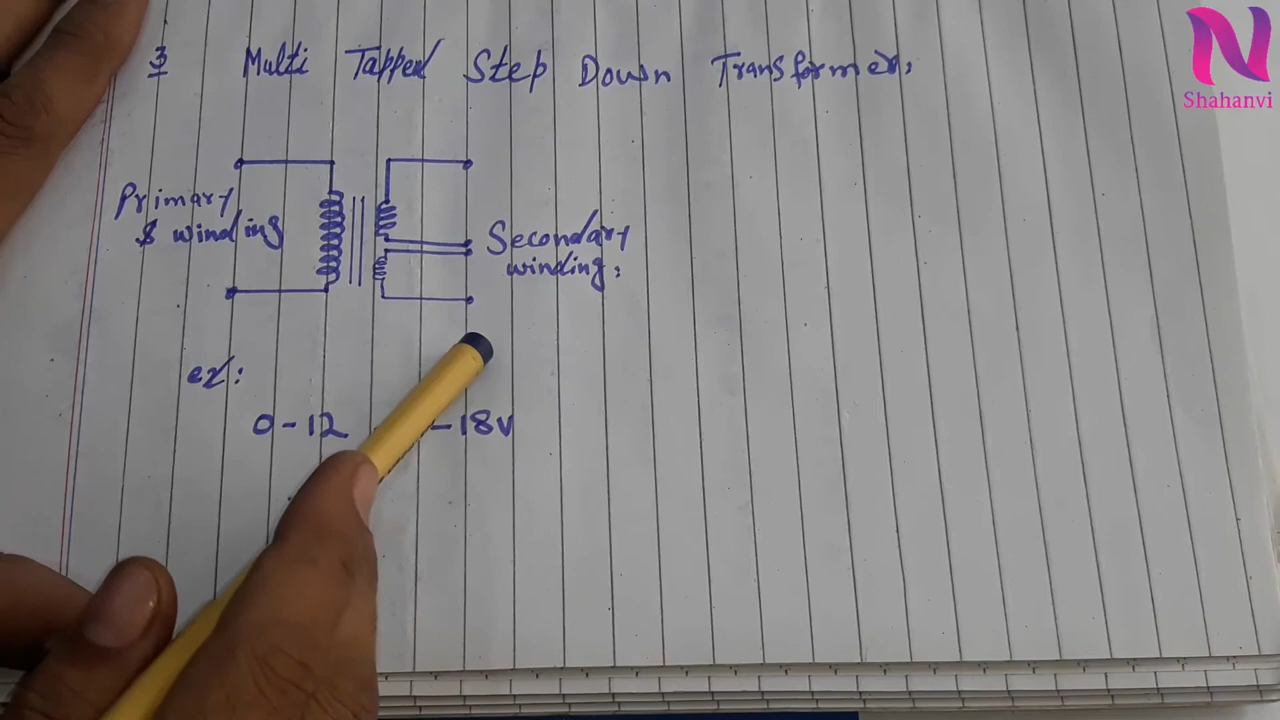 3 Multi Tapped Step Down Transformer.
Primary
& winding
Secondary
winding.
ex:
0-12 -18V
Shahanvi